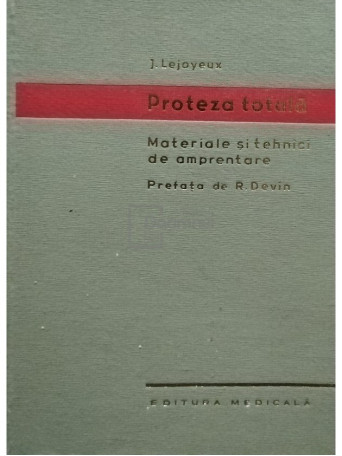 J. Lejoyeux
Proteza totală
Materiale și tehnici
de amprentare
Prefața de R. Devin
EDITURA MEDICALĂ